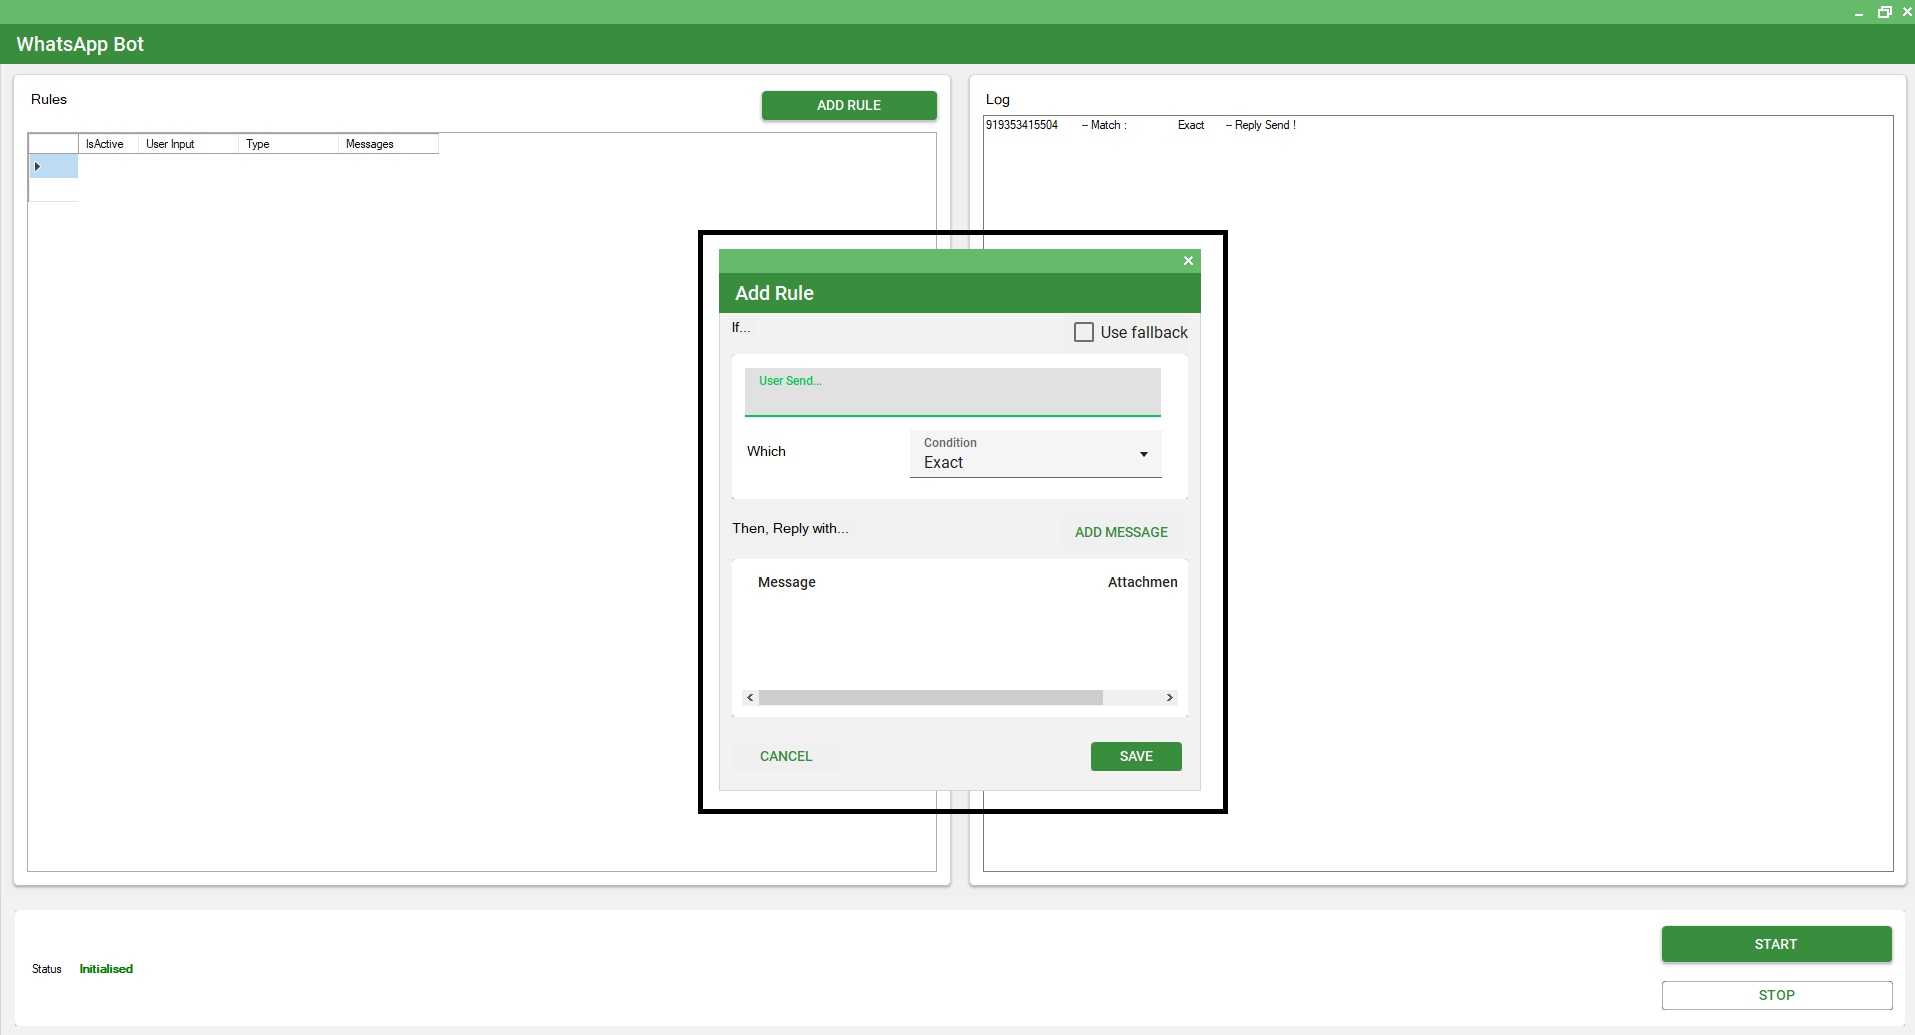 WhatsApp Bot
Rules
ADD RULE
IsActive User Input Type Messages
Log
919353415504 -- Match : Exact -- Reply Send !
Add Rule
If...
Use fallback
User Send...
Which
Condition
Exact
Then, Reply with...
ADD MESSAGE
Message Attachmen
CANCEL
SAVE
Status Initialised
START
STOP